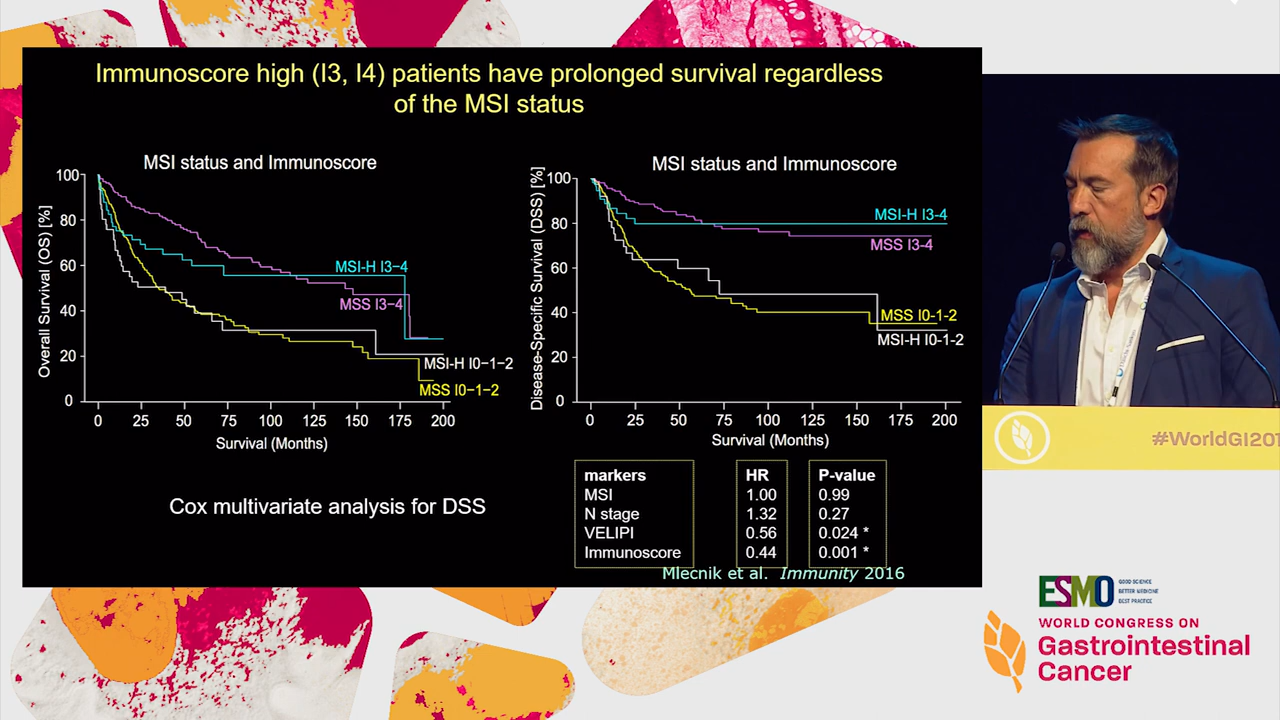 Immunoscore high (I3, I4) patients have prolonged survival regardless
of the MSI status
MSI status and Immunoscore
Overall Survival (OS) [%]
100
80
60
40
20
0
MSI-H I3−4
MSS I3−4
MSI-H I0−1−2
MSS I0−1−2
0 25 50 75 100 125 150 175 200
Survival (Months)
MSI status and Immunoscore
Disease-Specific Survival (DSS) [%]
100
80
60
40
20
0
MSI-H I3-4
MSS I3-4
MSS I0-1-2
MSI-H I0-1-2
0 25 50 75 100 125 150 175 200
Survival (Months)
Cox multivariate analysis for DSS
markers HR P-value
MSI 1.00 0.99
N stage 1.32 0.27
VELIPI 0.56 0.024 *
Immunoscore 0.44 0.001 *
Mlecnik et al. Immunity 2016
#WorldGI201
ESMO
GOOD SCIENCE
BETTER MEDICINE
BEST PRACTICE
WORLD CONGRESS ON
Gastrointestinal
Cancer